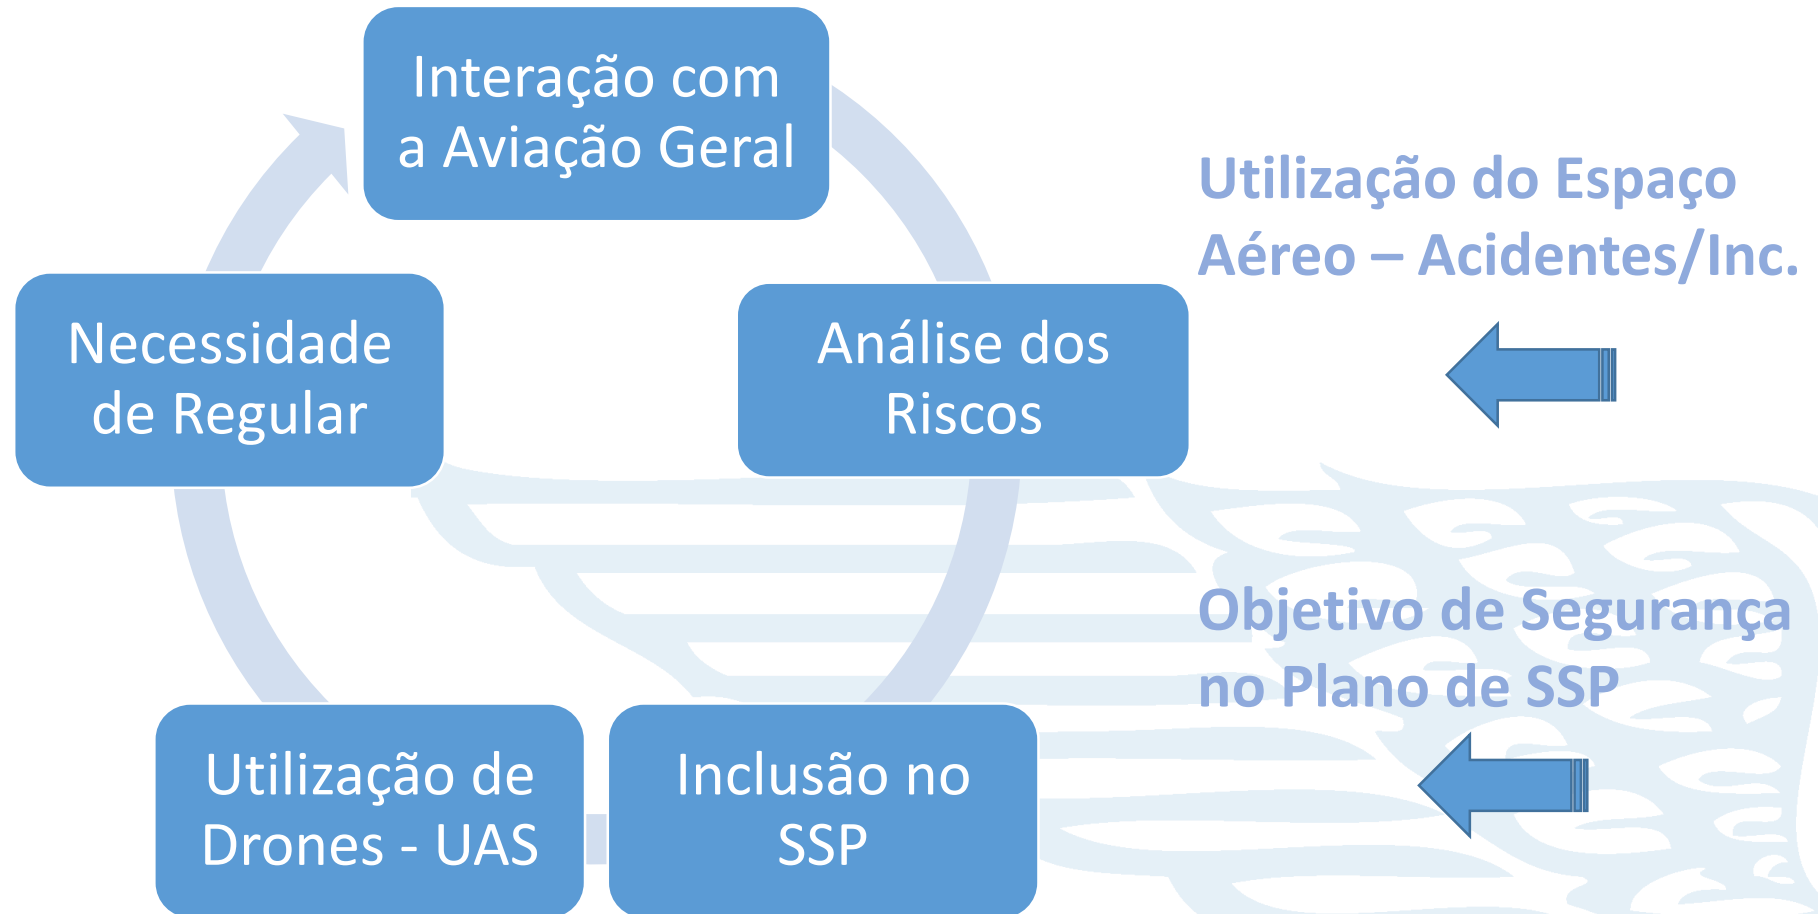 Interação com
a Aviação Geral
Utilização do Espaço
Aéreo – Acidentes/Inc.
Necessidade
de Regular
Análise dos
Riscos
Objetivo de Segurança
no Plano de SSP
Utilização de
Drones - UAS
Inclusão no
SSP